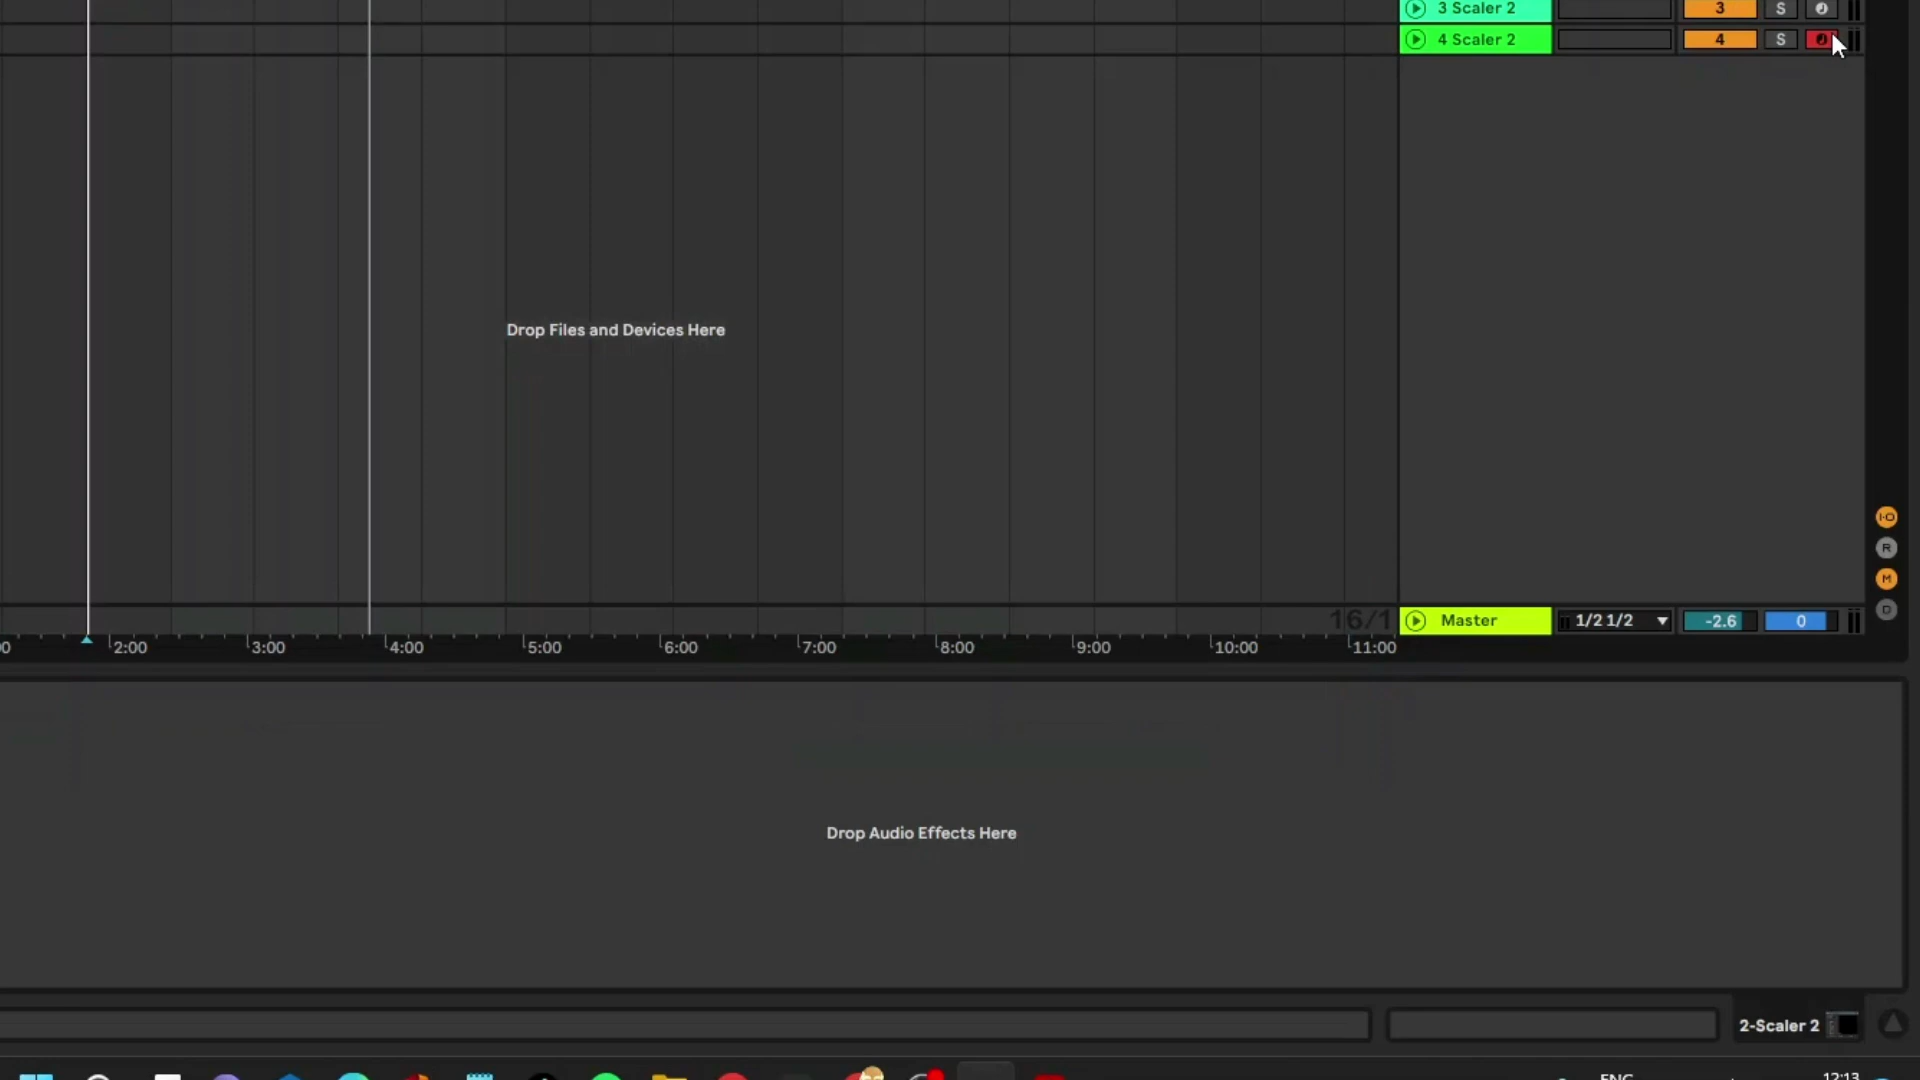 3 Scaler 2 3 S
4 Scaler 2 4 S
Drop Files and Devices Here
I-O
R
M
D
16/1 Master 1/2 1/2 -2.6 0
0 2:00 3:00 4:00 5:00 6:00 7:00 8:00 9:00 10:00 11:00
Drop Audio Effects Here
2-Scaler 2
ENG 12:13